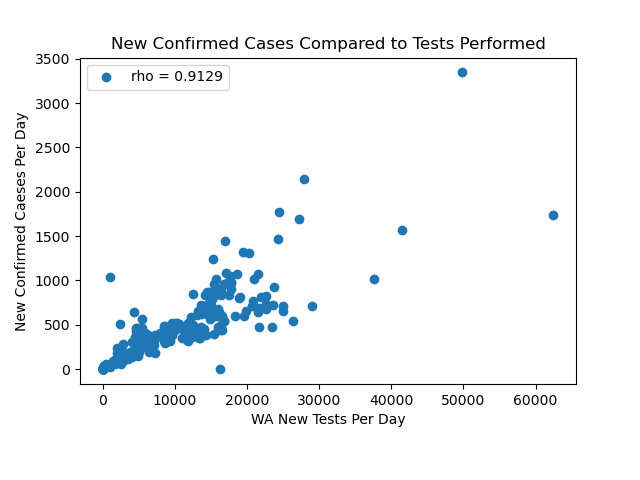 New Confirmed Cases Compared to Tests Performed
rho = 0.9129
New Confirmed Caeses Per Day
3500
3000
2500
2000
1500
1000
500
0
0 10000 20000 30000 40000 50000 60000
WA New Tests Per Day